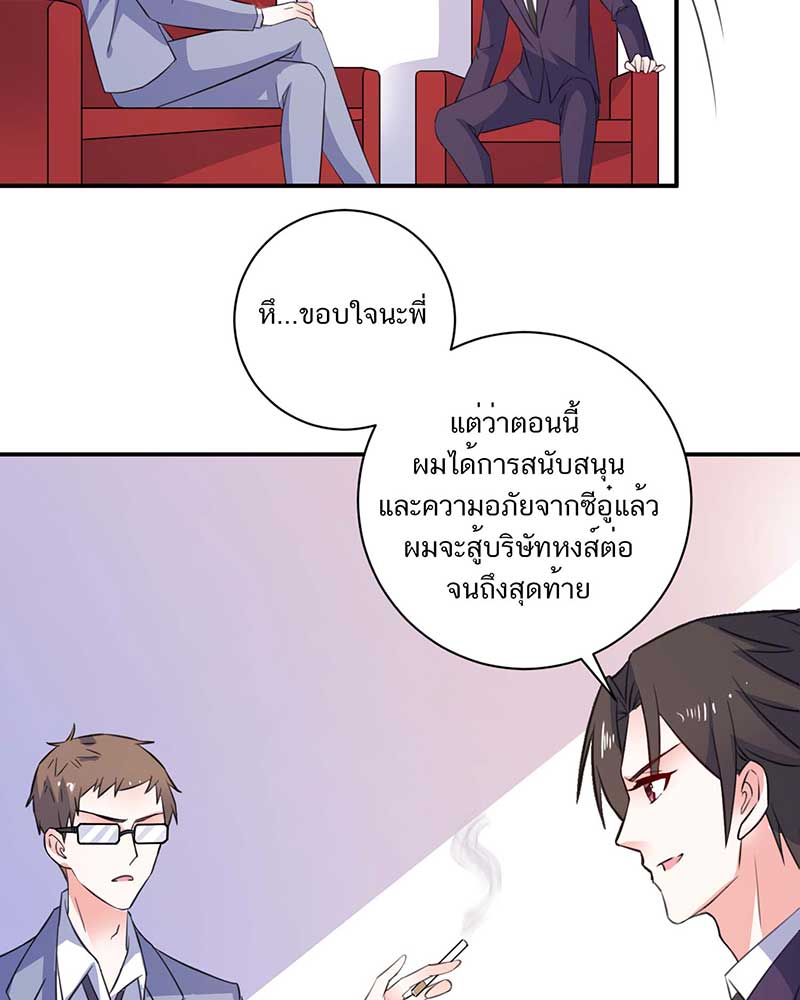 หึ...ขอบใจนะพี่
แต่ว่าตอนนี้
ผมได้การสนับสนุน
และความอภัยจากซีอู๋แล้ว
ผมจะสู้บริษัทหงส์ต่อ
จนถึงสุดท้าย